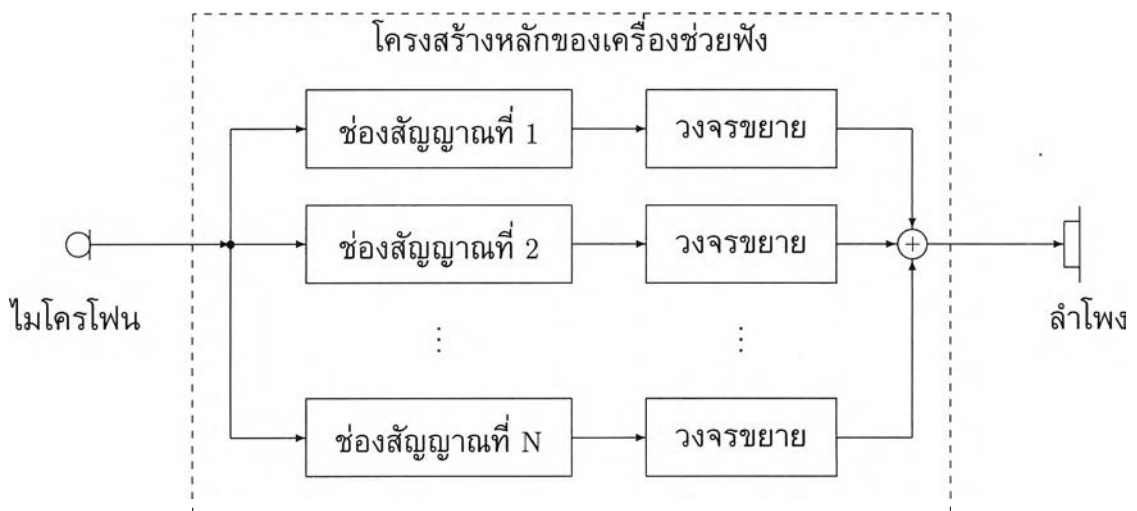 โครงสร้างหลักของเครื่องช่วยฟัง
ช่องสัญญาณที่ 1
วงจรขยาย
ช่องสัญญาณที่ 2
วงจรขยาย
+
ไมโครโฟน
ลำโพง
⋮
⋮
ช่องสัญญาณที่ N
วงจรขยาย